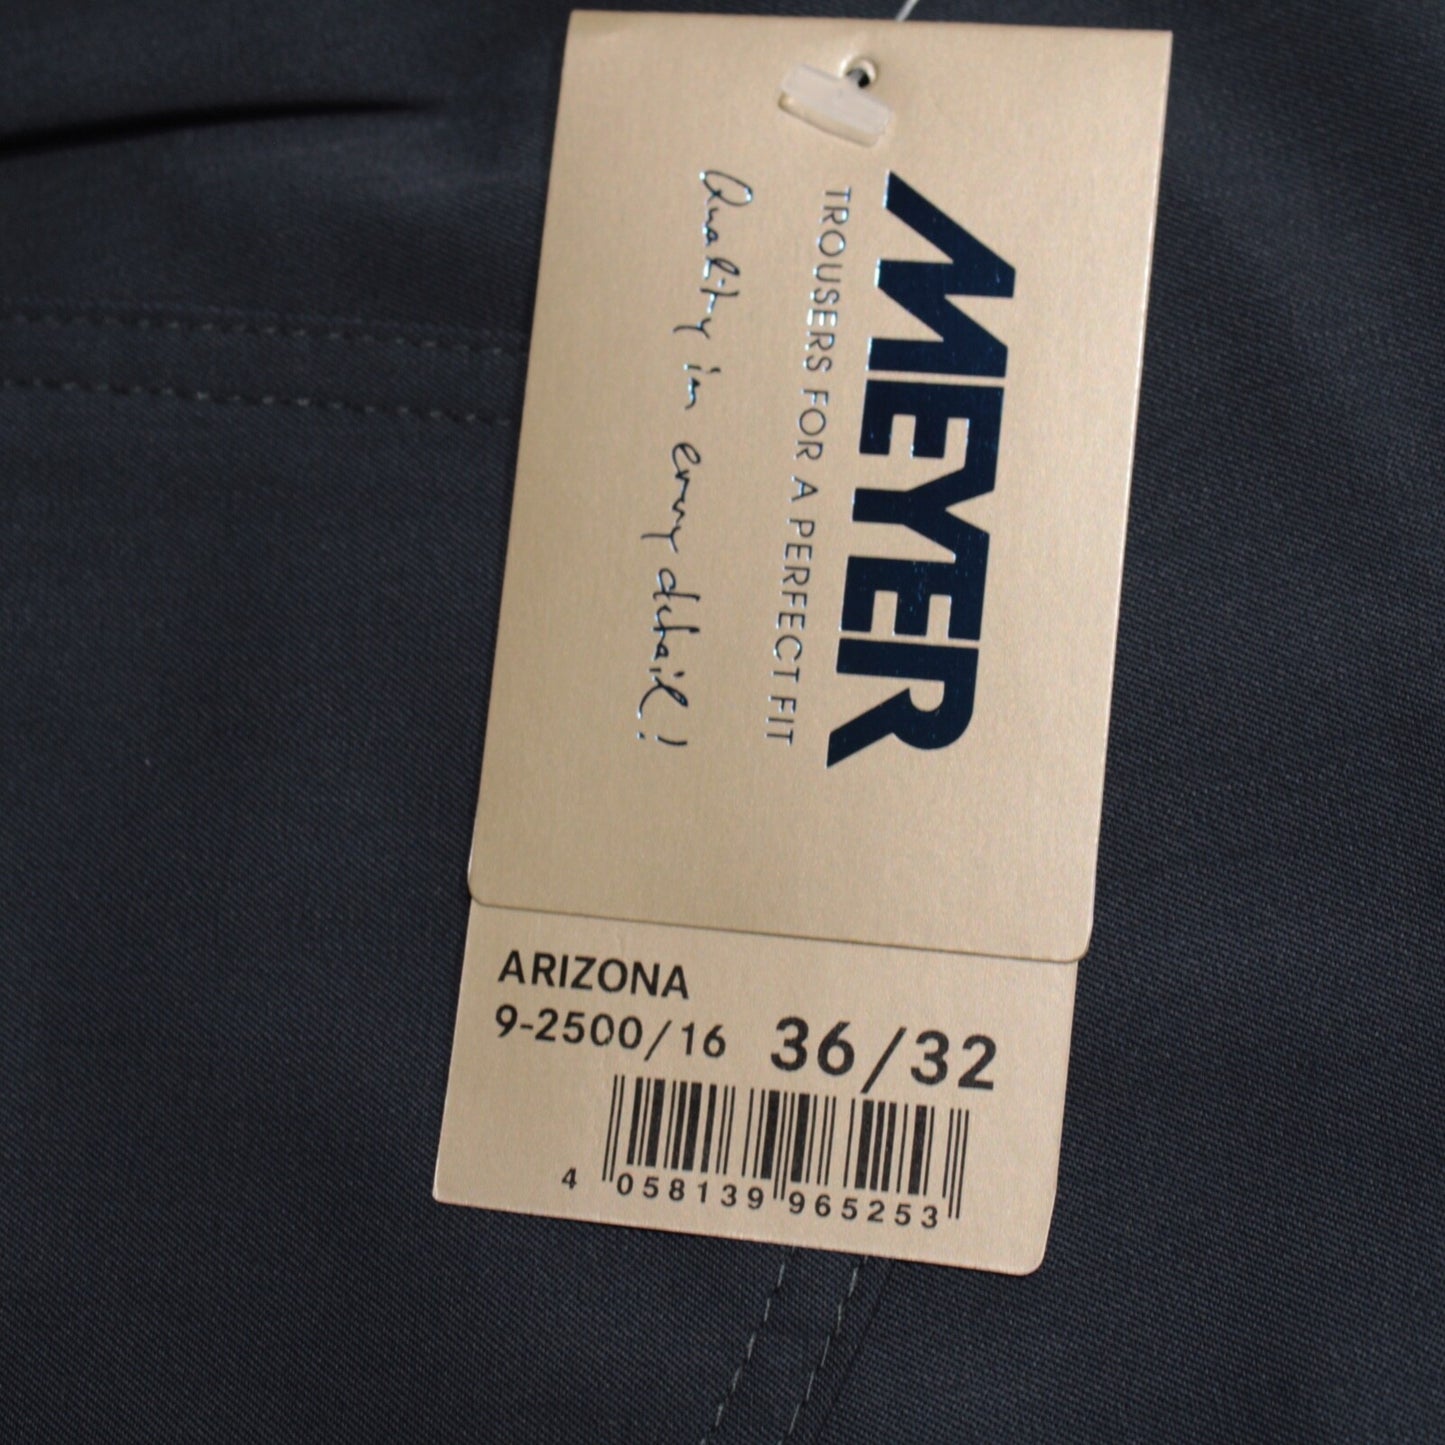 MEYER
TROUSERS FOR A PERFECT FIT
Quality in every detail!
ARIZONA
9-2500/16 36/32
4 058139 965253